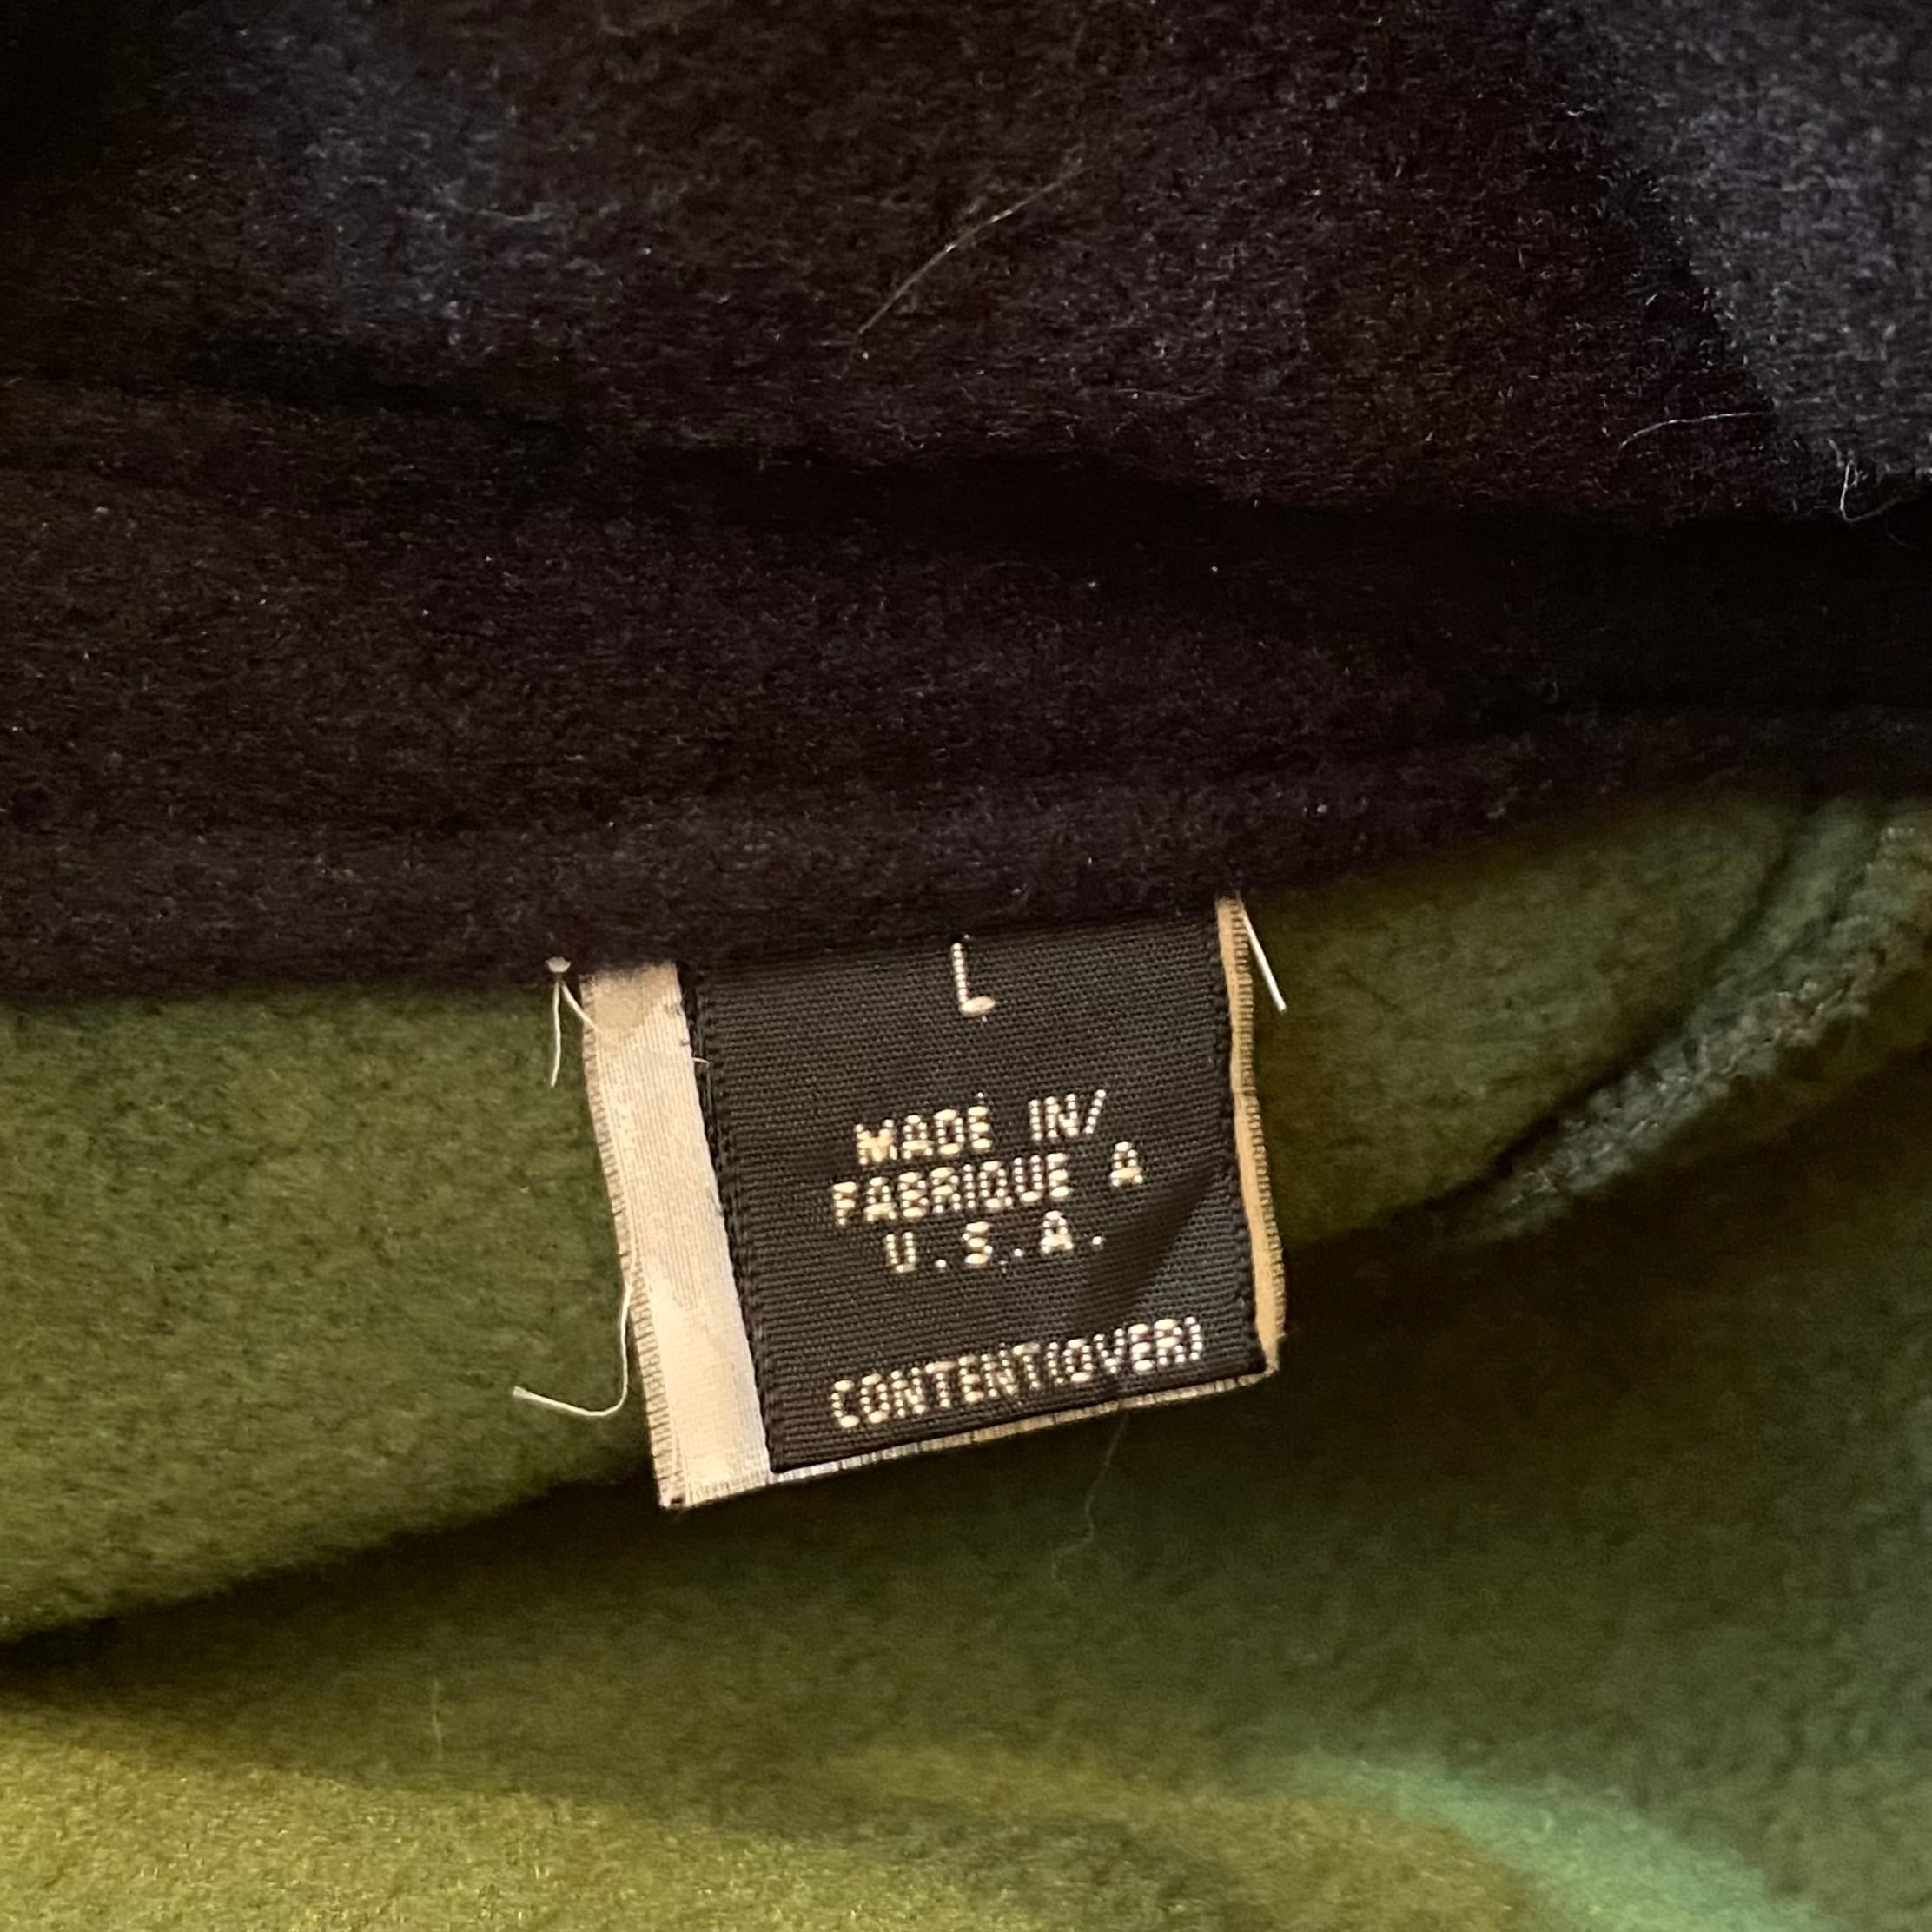 L
MADE IN/
FABRIQUE A
U.S.A.
CONTENT(OVER)